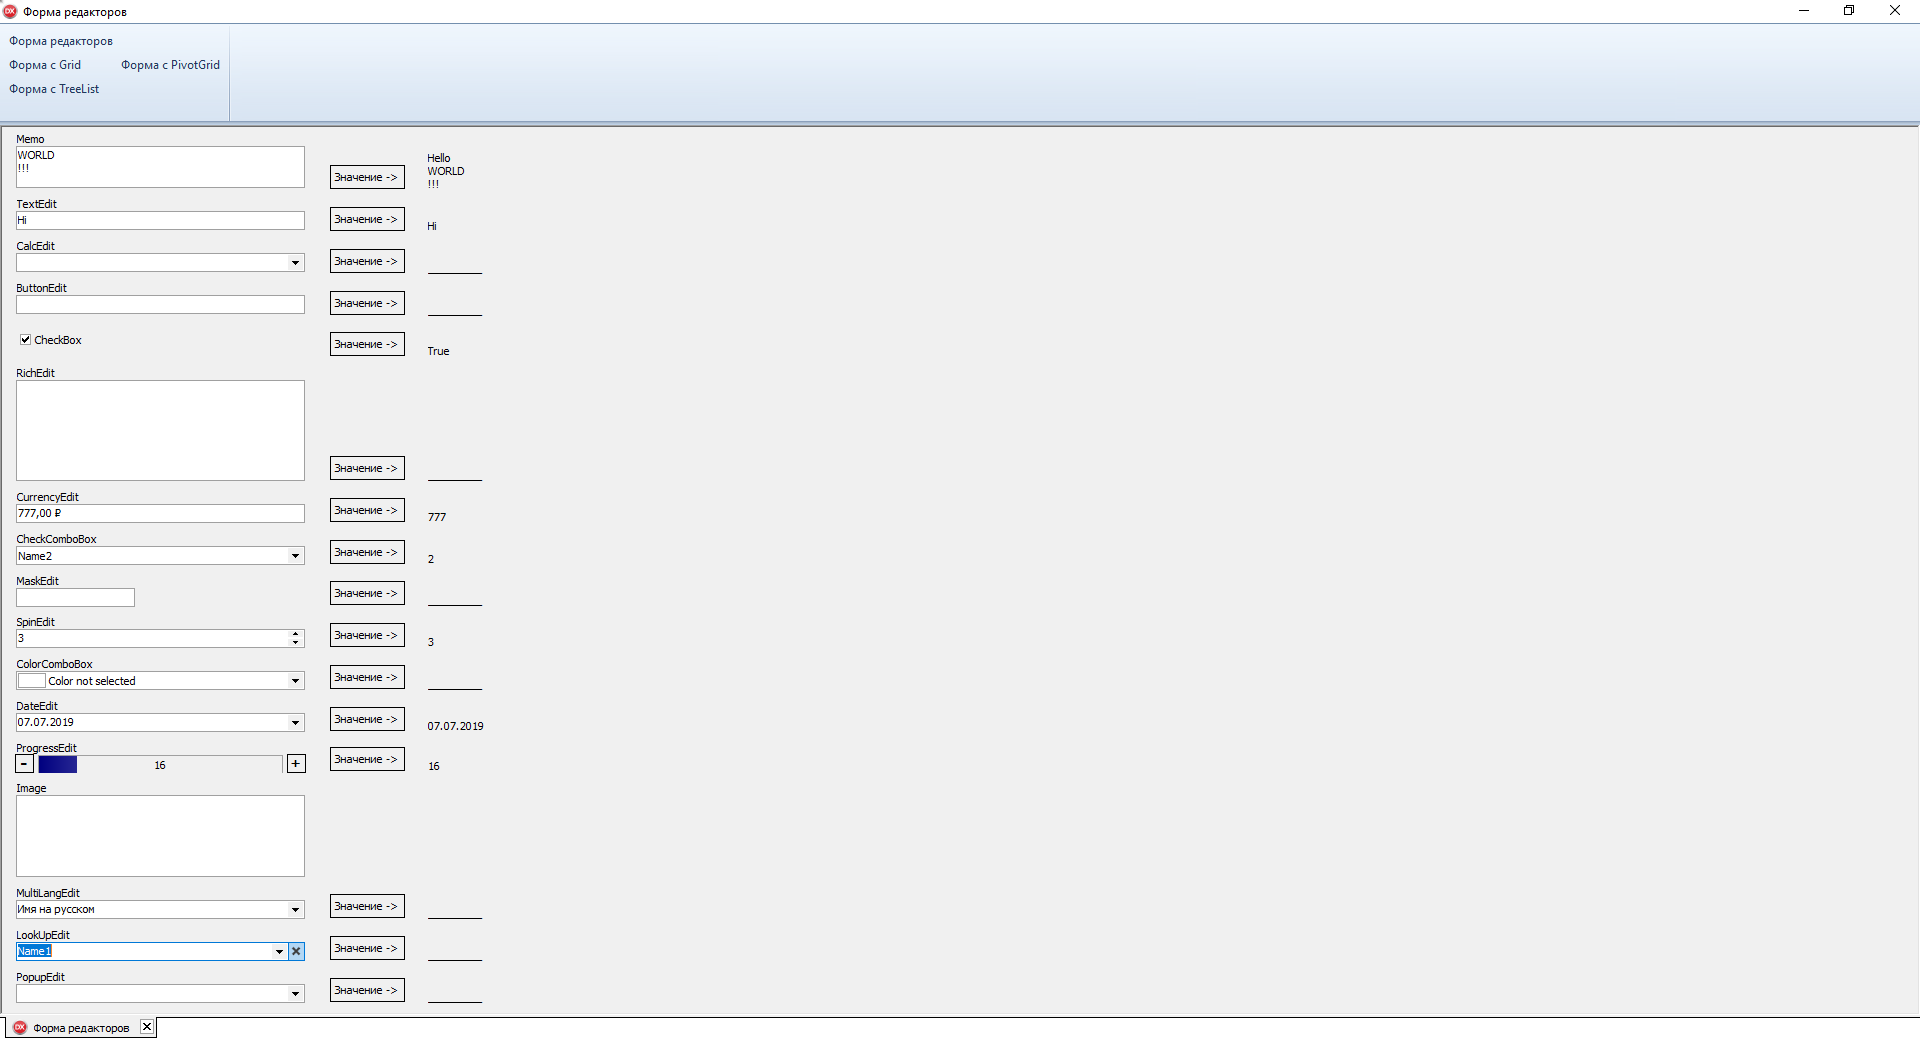 Форма редакторов
Форма редакторов
Форма с Grid Форма с PivotGrid
Форма с TreeList
Memo
WORLD
!!!
Значение ->
Hello
WORLD
!!!
TextEdit
Hi
Значение ->
Hi
CalcEdit
Значение ->
ButtonEdit
Значение ->
CheckBox
Значение ->
True
RichEdit
Значение ->
CurrencyEdit
777,00 ₽
Значение ->
777
CheckComboBox
Name2
Значение ->
2
MaskEdit
Значение ->
SpinEdit
3
Значение ->
3
ColorComboBox
Color not selected
Значение ->
DateEdit
07.07.2019
Значение ->
07.07.2019
ProgressEdit
- 16 +
Значение ->
16
Image
MultiLangEdit
Имя на русском
Значение ->
LookUpEdit
Name1
Значение ->
PopupEdit
Значение ->
DX Форма редакторов